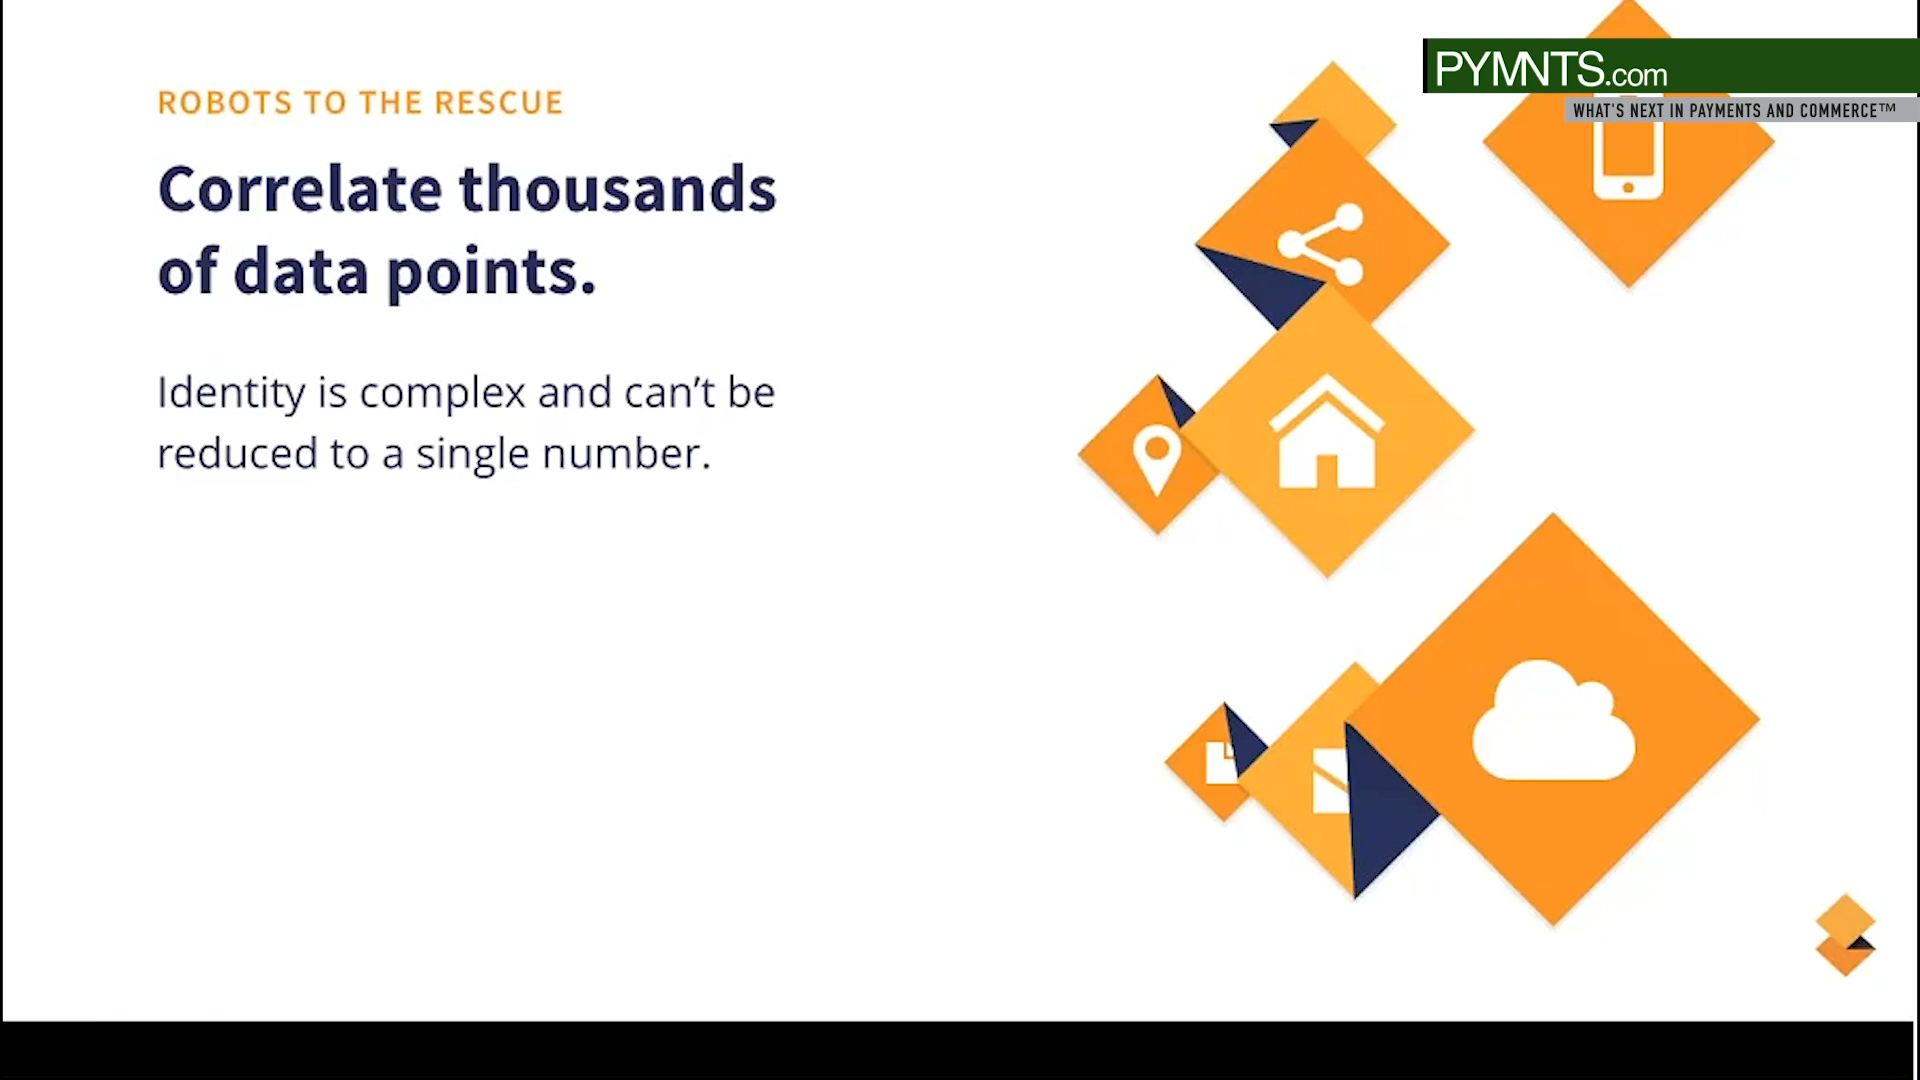 ROBOTS TO THE RESCUE
Correlate thousands
of data points.
Identity is complex and can’t be
reduced to a single number.
PYMNTS.com
WHAT'S NEXT IN PAYMENTS AND COMMERCE™